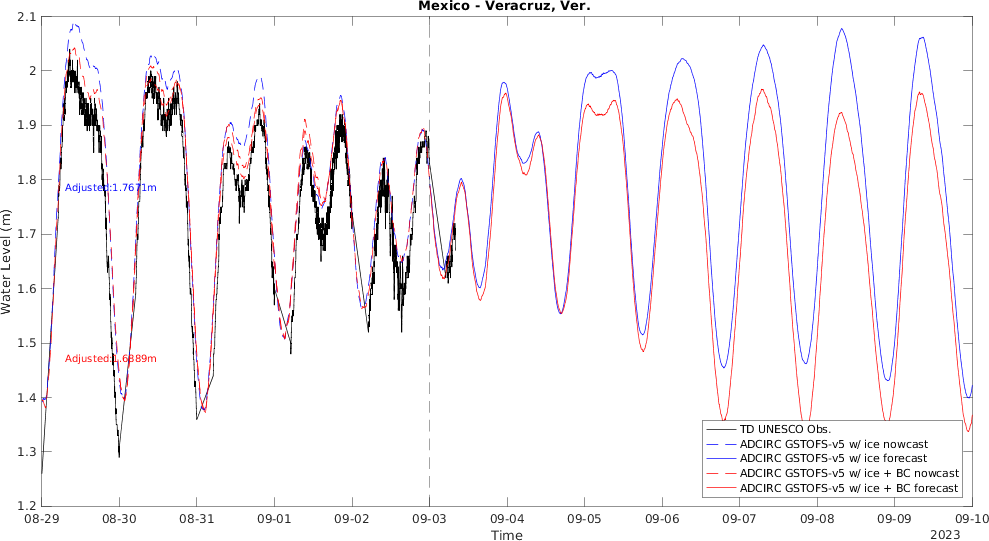 Mexico - Veracruz, Ver.
2.1
2
1.9
1.8
1.7
1.6
1.5
1.4
1.3
1.2
Water Level (m)
Adjusted:1.7671m
Adjusted:1.6389m
TD UNESCO Obs.
ADCIRC GSTOFS-v5 w/ ice nowcast
ADCIRC GSTOFS-v5 w/ ice forecast
ADCIRC GSTOFS-v5 w/ ice + BC nowcast
ADCIRC GSTOFS-v5 w/ ice + BC forecast
08-29 08-30 08-31 09-01 09-02 09-03 09-04 09-05 09-06 09-07 09-08 09-09 09-10
Time
2023